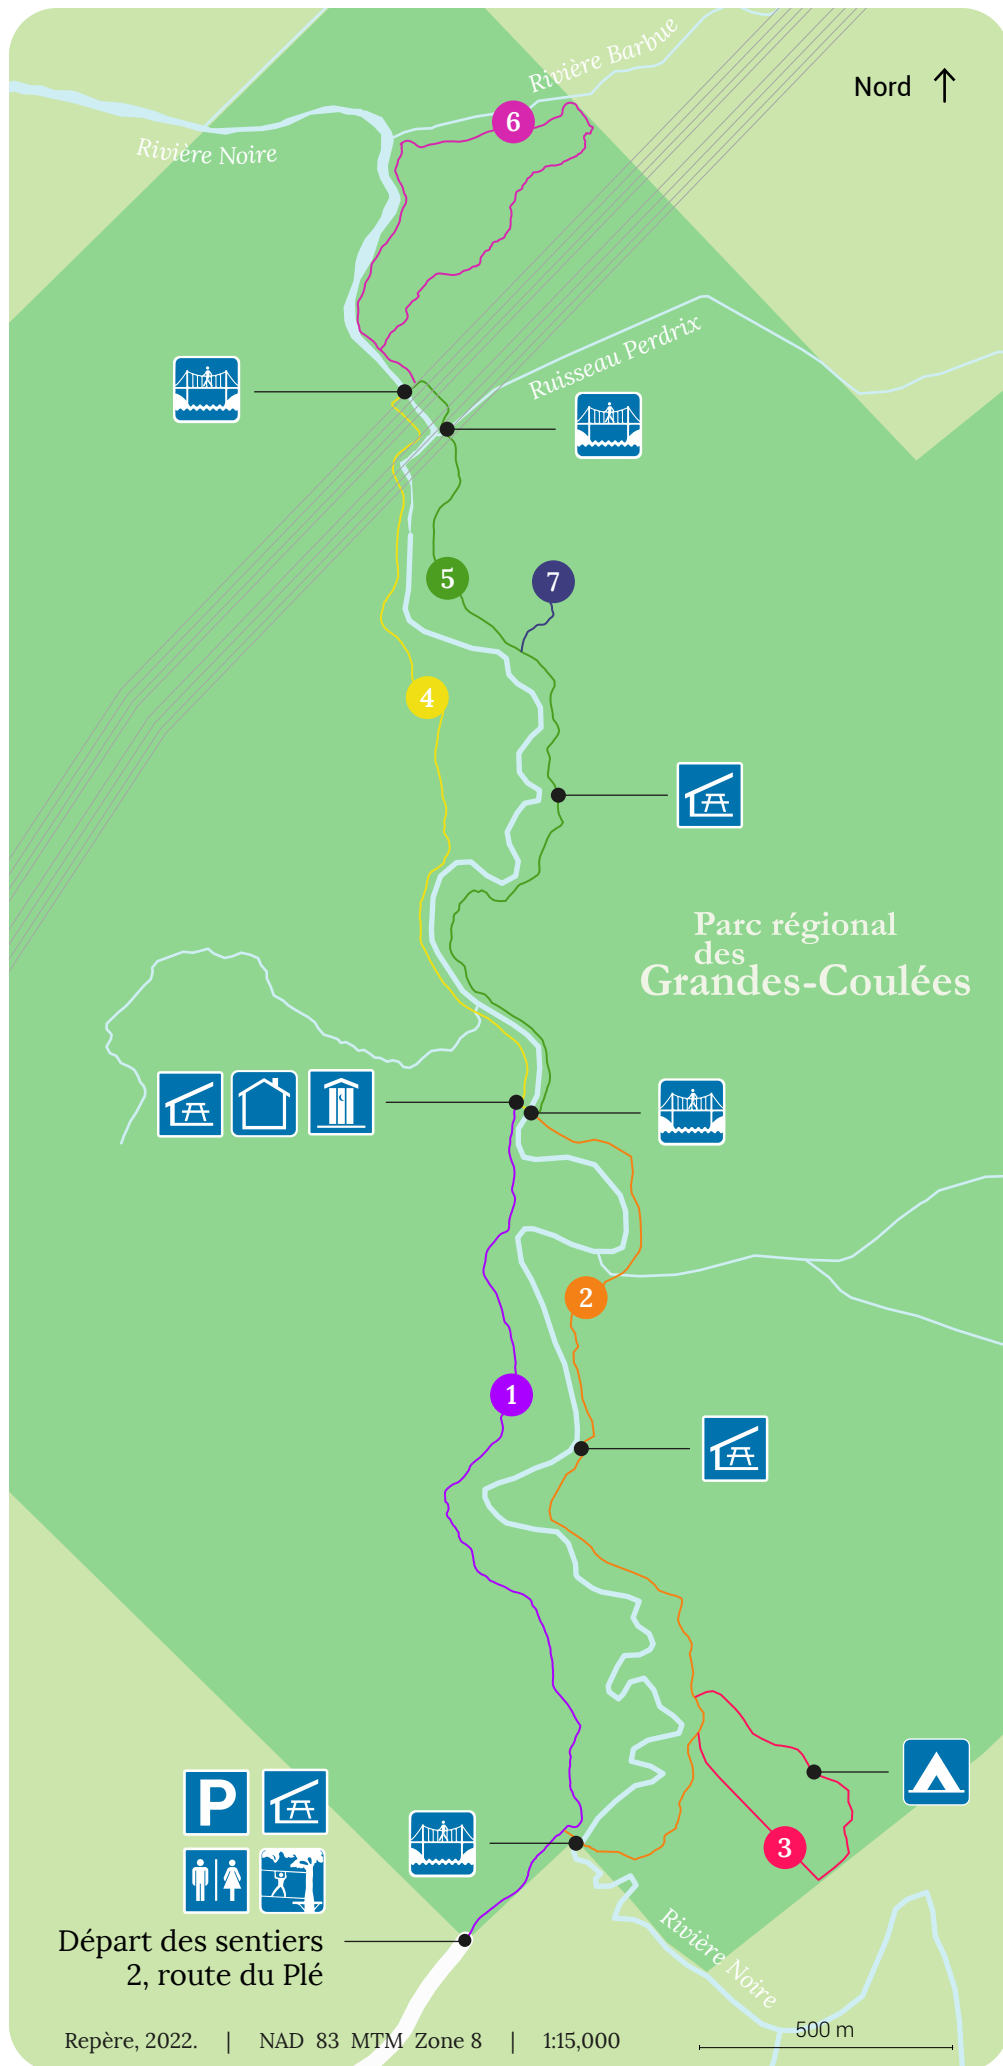 Rivière Barbue
Nord
6
Rivière Noire
Ruisseau Perdrix
5
7
4
Parc régional
des
Grandes-Coulées
2
1
3
P
Départ des sentiers
2, route du Plé
Rivière Noire
Repère, 2022. | NAD 83 MTM Zone 8 | 1:15,000
500 m